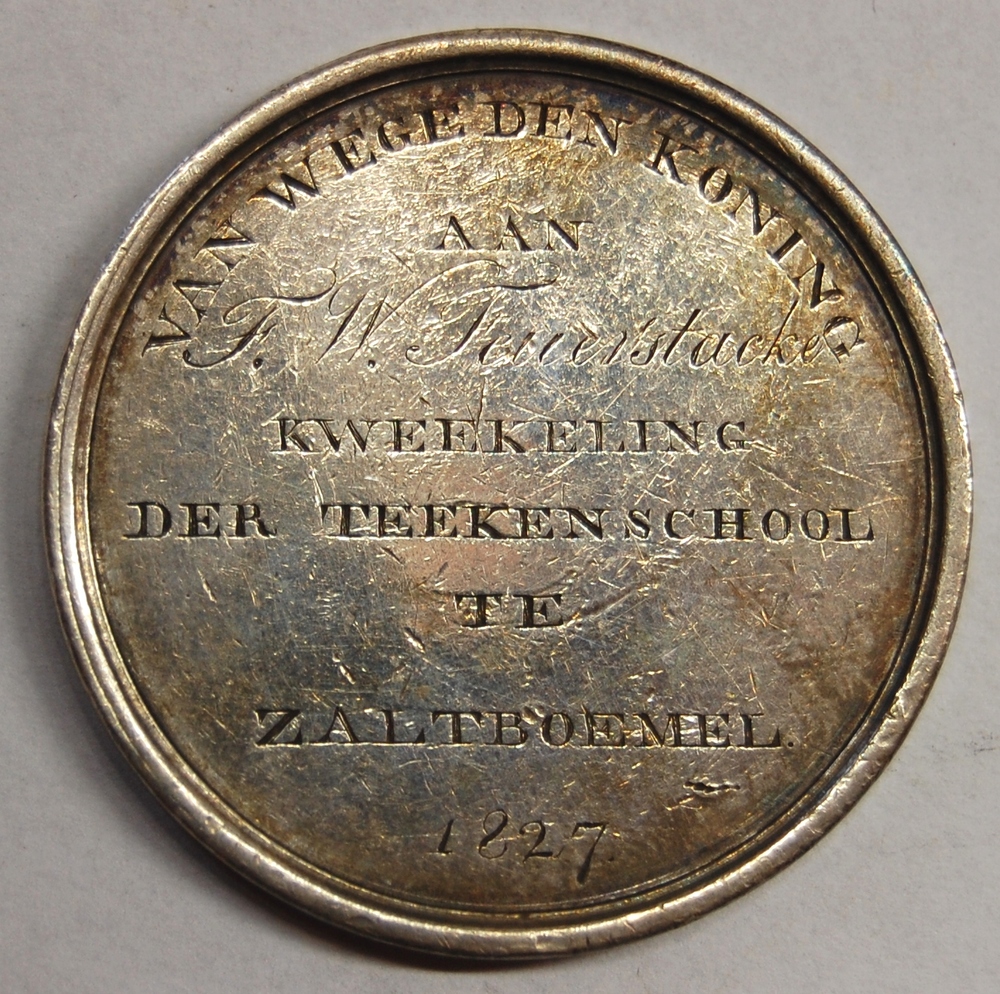 VAN WEGE DEN KONING
AAN
F. W. Feuerstacke
KWEEKELING
DER TEEKENSCHOOL
TE
ZALTBOEMEL.
1827